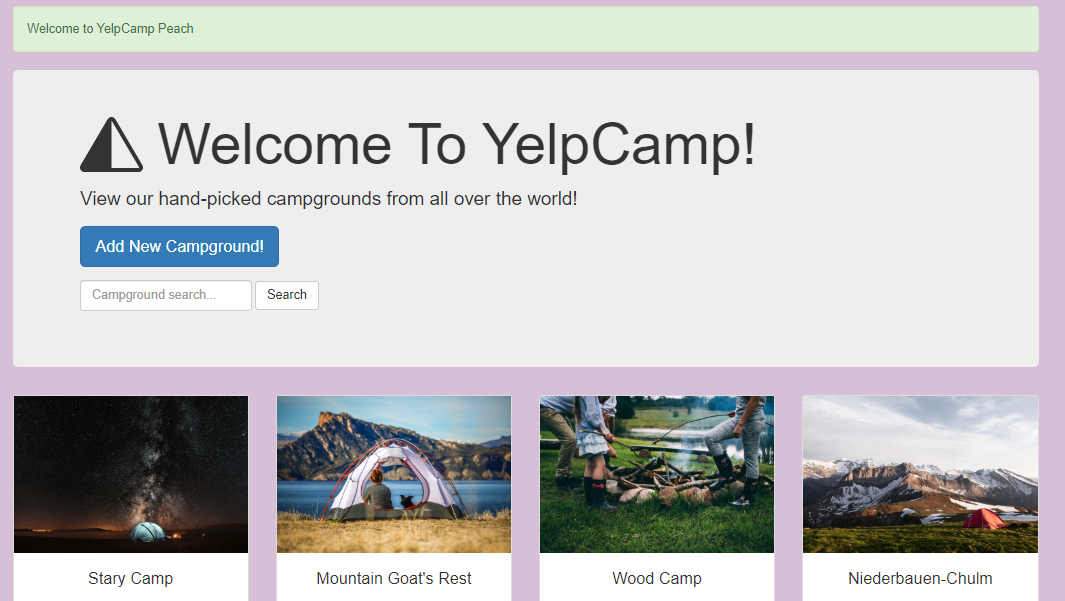 Welcome to YelpCamp Peach
Welcome To YelpCamp!
View our hand-picked campgrounds from all over the world!
Add New Campground!
Campground search...
Search
Stary Camp
Mountain Goat's Rest
Wood Camp
Niederbauen-Chulm